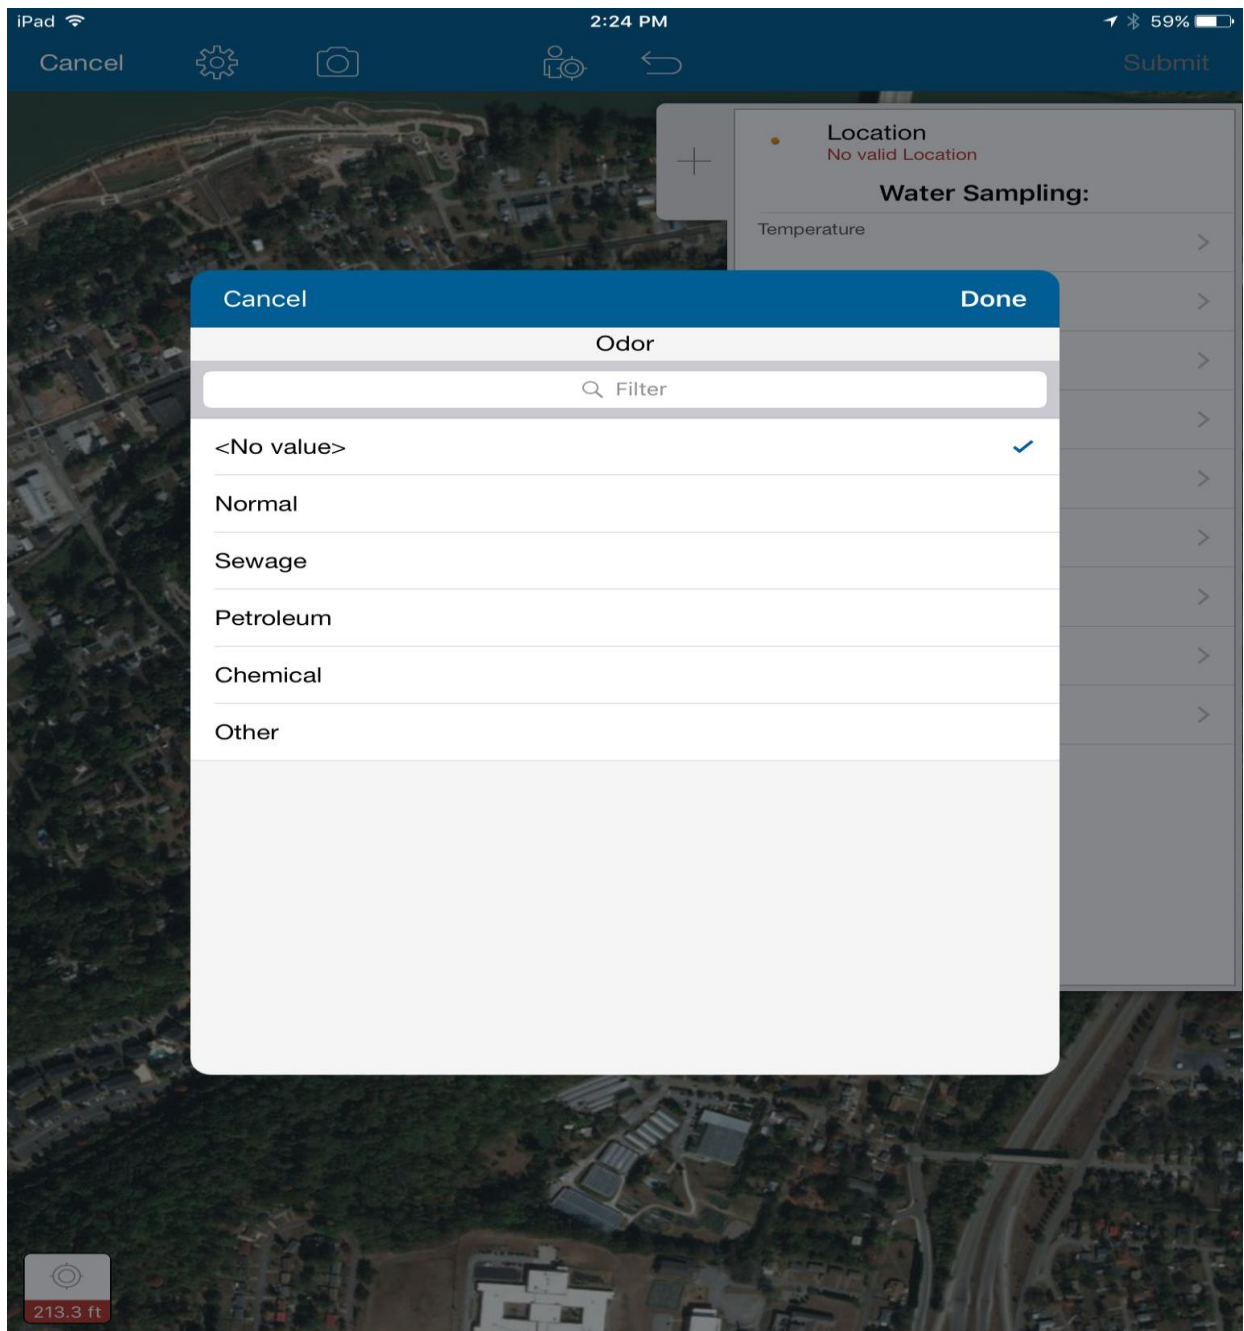 iPad 2:24 PM 59%
Cancel Submit
Location
No valid Location
Water Sampling:
Temperature
Cancel Done
Odor
Filter
<No value>
Normal
Sewage
Petroleum
Chemical
Other
213.3 ft